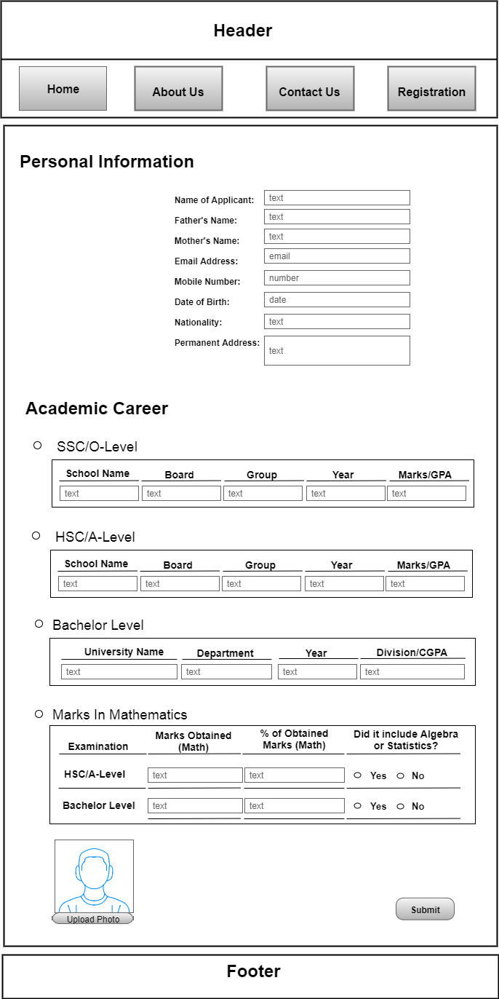 Header
Home About Us Contact Us Registration
Personal Information
Name of Applicant: text
Father's Name: text
Mother's Name: text
Email Address: email
Mobile Number: number
Date of Birth: date
Nationality: text
Permanent Address: text
Academic Career
SSC/O-Level
School Name Board Group Year Marks/GPA
text text text text text
HSC/A-Level
School Name Board Group Year Marks/GPA
text text text text text
Bachelor Level
University Name Department Year Division/CGPA
text text text text
Marks In Mathematics
Examination Marks Obtained (Math) % of Obtained Marks (Math) Did it include Algebra or Statistics?
HSC/A-Level text text Yes No
Bachelor Level text text Yes No
Upload Photo Submit
Footer